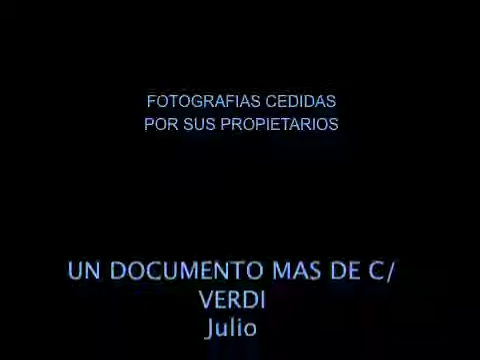 FOTOGRAFIAS CEDIDAS
POR SUS PROPIETARIOS
UN DOCUMENTO MAS DE C/
VERDI
Julio